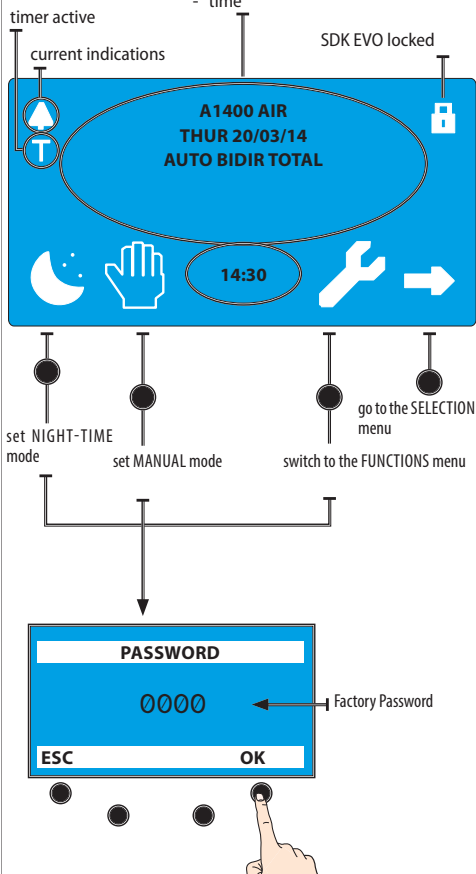 - time
timer active
current indications
SDK EVO locked
A1400 AIR
THUR 20/03/14
AUTO BIDIR TOTAL
T
14:30
set NIGHT-TIME
mode
set MANUAL mode
switch to the FUNCTIONS menu
go to the SELECTION
menu
PASSWORD
0000
Factory Password
ESC OK